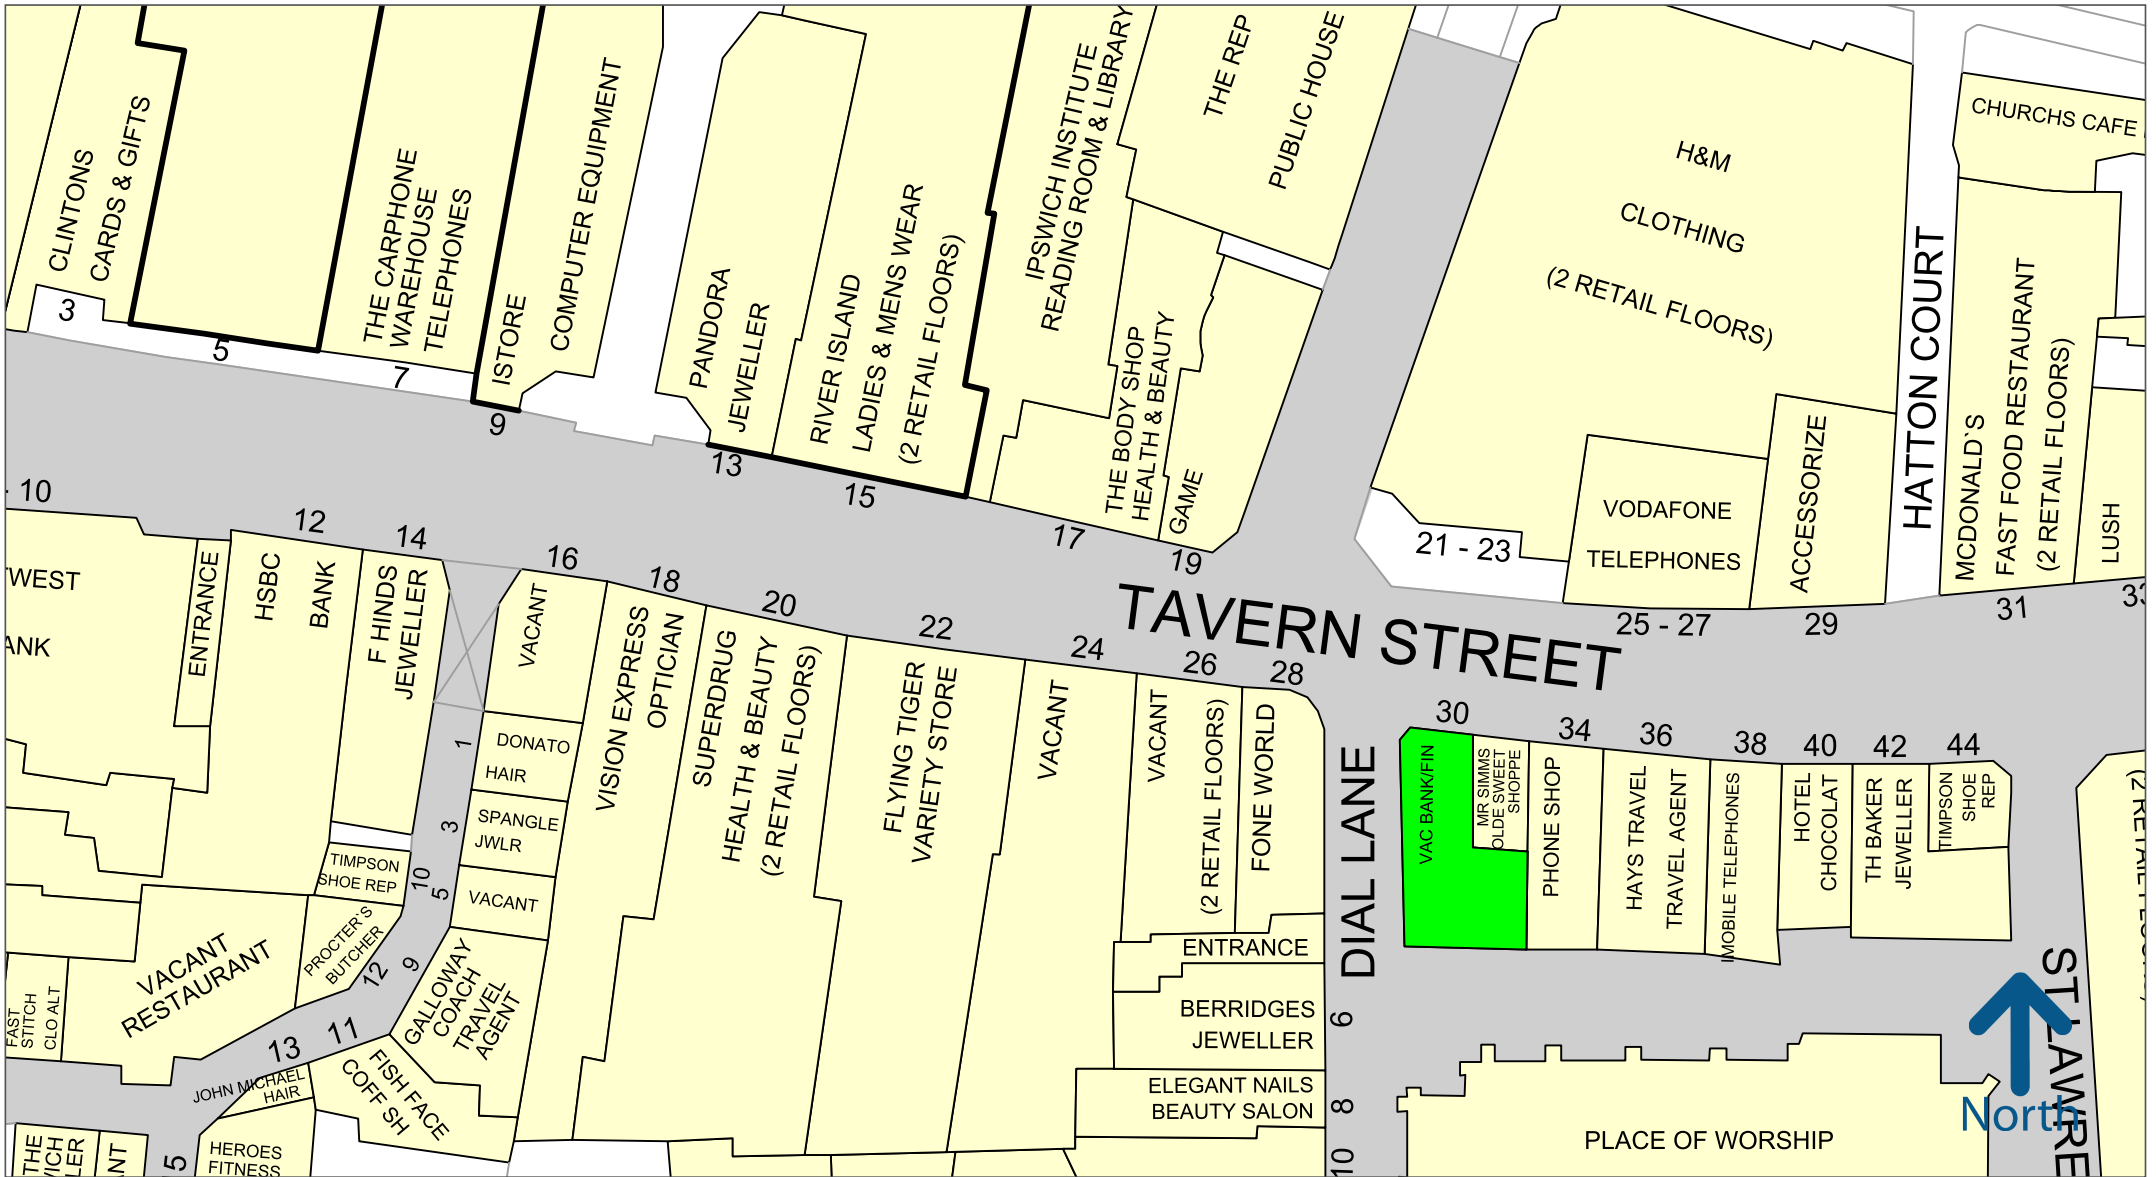 CLINTONS
CARDS & GIFTS
3
5
THE CARPHONE
WAREHOUSE
TELEPHONES
7
ISTORE
COMPUTER EQUIPMENT
9
PANDORA
JEWELLER
13
RIVER ISLAND
LADIES & MENS WEAR
(2 RETAIL FLOORS)
15
IPSWICH INSTITUTE
READING ROOM & LIBRARY
THE REP
PUBLIC HOUSE
THE BODY SHOP
HEALTH & BEAUTY
17
GAME
19
H&M
CLOTHING
(2 RETAIL FLOORS)
21 - 23
VODAFONE
TELEPHONES
25 - 27
ACCESSORIZE
29
HATTON COURT
CHURCHS CAFE
MCDONALD`S
FAST FOOD RESTAURANT
(2 RETAIL FLOORS)
31
LUSH
33
TAVERN STREET
- 10
WEST
ANK
ENTRANCE
12
HSBC
BANK
14
F HINDS
JEWELLER
16
VACANT
18
VISION EXPRESS
OPTICIAN
20
SUPERDRUG
HEALTH & BEAUTY
(2 RETAIL FLOORS)
22
FLYING TIGER
VARIETY STORE
24
VACANT
26
VACANT
(2 RETAIL FLOORS)
28
FONE WORLD
DIAL LANE
30
VAC BANK/FIN
MR SIMMS
OLDE SWEET
SHOPPE
34
PHONE SHOP
36
HAYS TRAVEL
TRAVEL AGENT
38
IMOBILE TELEPHONES
40
HOTEL
CHOCOLAT
42
TH BAKER
JEWELLER
44
TIMPSON
SHOE
REP
1
DONATO
HAIR
3
SPANGLE
JWLR
5
VACANT
10
TIMPSON
SHOE REP
12
PROCTER`S
BUTCHER
9
GALLOWAY
COACH
TRAVEL
AGENT
11
FISH FACE
COFF SH
13
JOHN MICHAEL
HAIR
VACANT
RESTAURANT
FAST
STITCH
CLO ALT
HEROES
FITNESS
15
THE
WICH
LER
ANT
ENTRANCE
BERRIDGES
JEWELLER
6
ELEGANT NAILS
BEAUTY SALON
8
10
PLACE OF WORSHIP
ST LAWRE
North